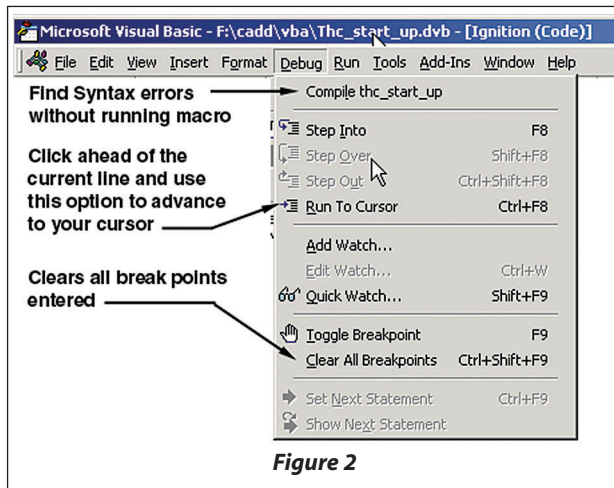 Microsoft Visual Basic - F:\cadd\vba\Thc_start_up.dvb - [Ignition (Code)]
File Edit View Insert Format Debug Run Tools Add-Ins Window Help
Find Syntax errors
without running macro
Compile thc_start_up
Step Into F8
Click ahead of the
current line and use
this option to advance
to your cursor
Step Over Shift+F8
Step Out Ctrl+Shift+F8
Run To Cursor Ctrl+F8
Add Watch...
Edit Watch... Ctrl+W
Quick Watch... Shift+F9
Clears all break points
entered
Toggle Breakpoint F9
Clear All Breakpoints Ctrl+Shift+F9
Set Next Statement Ctrl+F9
Show Next Statement
Figure 2